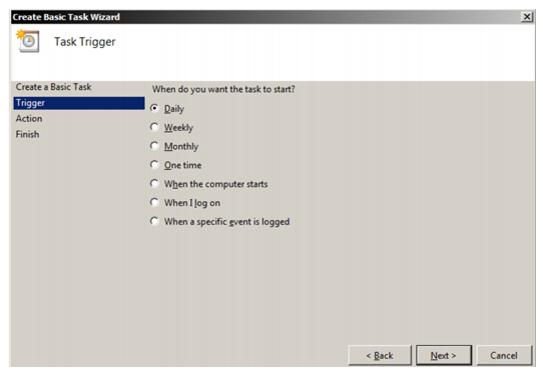 Create Basic Task Wizard
Task Trigger
Create a Basic Task
Trigger
Action
Finish
When do you want the task to start?
Daily
Weekly
Monthly
One time
When the computer starts
When I log on
When a specific event is logged
< Back
Next >
Cancel